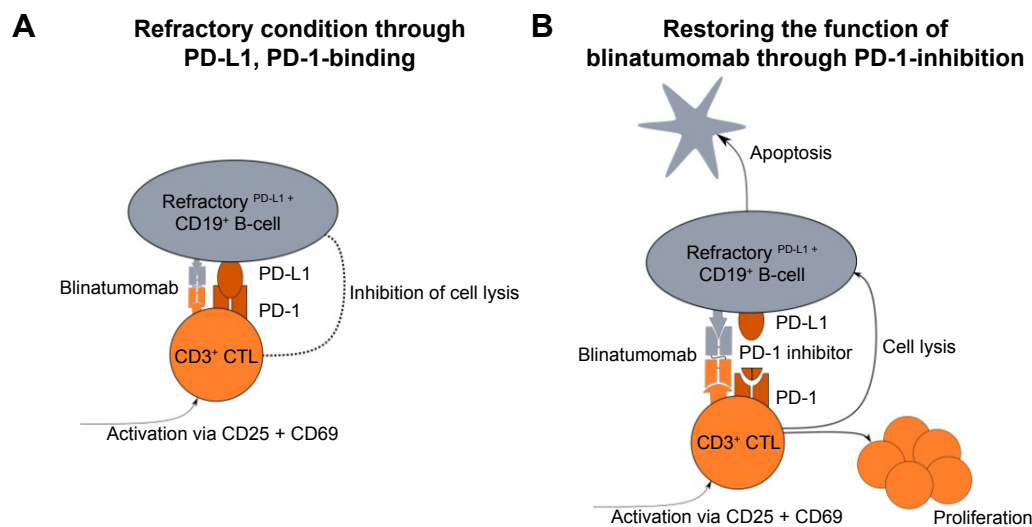 A
Refractory condition through
PD-L1, PD-1-binding
Refractory PD-L1 +
CD19+ B-cell
PD-L1
Blinatumomab
PD-1
Inhibition of cell lysis
CD3+ CTL
Activation via CD25 + CD69
B
Restoring the function of
blinatumomab through PD-1-inhibition
Apoptosis
Refractory PD-L1 +
CD19+ B-cell
PD-L1
PD-1 inhibitor
Blinatumomab
Cell lysis
PD-1
CD3+ CTL
Activation via CD25 + CD69
Proliferation